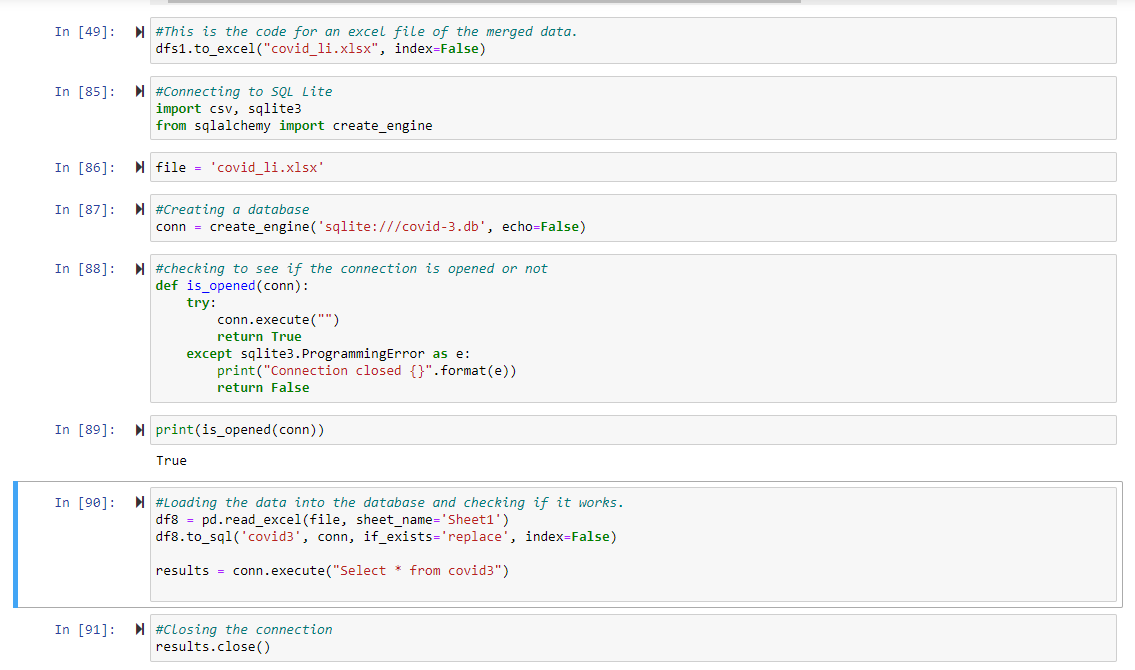 In [49]: #This is the code for an excel file of the merged data.
dfs1.to_excel("covid_li.xlsx", index=False)
In [85]: #Connecting to SQL Lite
import csv, sqlite3
from sqlalchemy import create_engine
In [86]: file = 'covid_li.xlsx'
In [87]: #Creating a database
conn = create_engine('sqlite:///covid-3.db', echo=False)
In [88]: #checking to see if the connection is opened or not
def is_opened(conn):
    try:
        conn.execute("")
        return True
    except sqlite3.ProgrammingError as e:
        print("Connection closed {}".format(e))
        return False
In [89]: print(is_opened(conn))
True
In [90]: #Loading the data into the database and checking if it works.
df8 = pd.read_excel(file, sheet_name='Sheet1')
df8.to_sql('covid3', conn, if_exists='replace', index=False)
results = conn.execute("Select * from covid3")
In [91]: #Closing the connection
results.close()